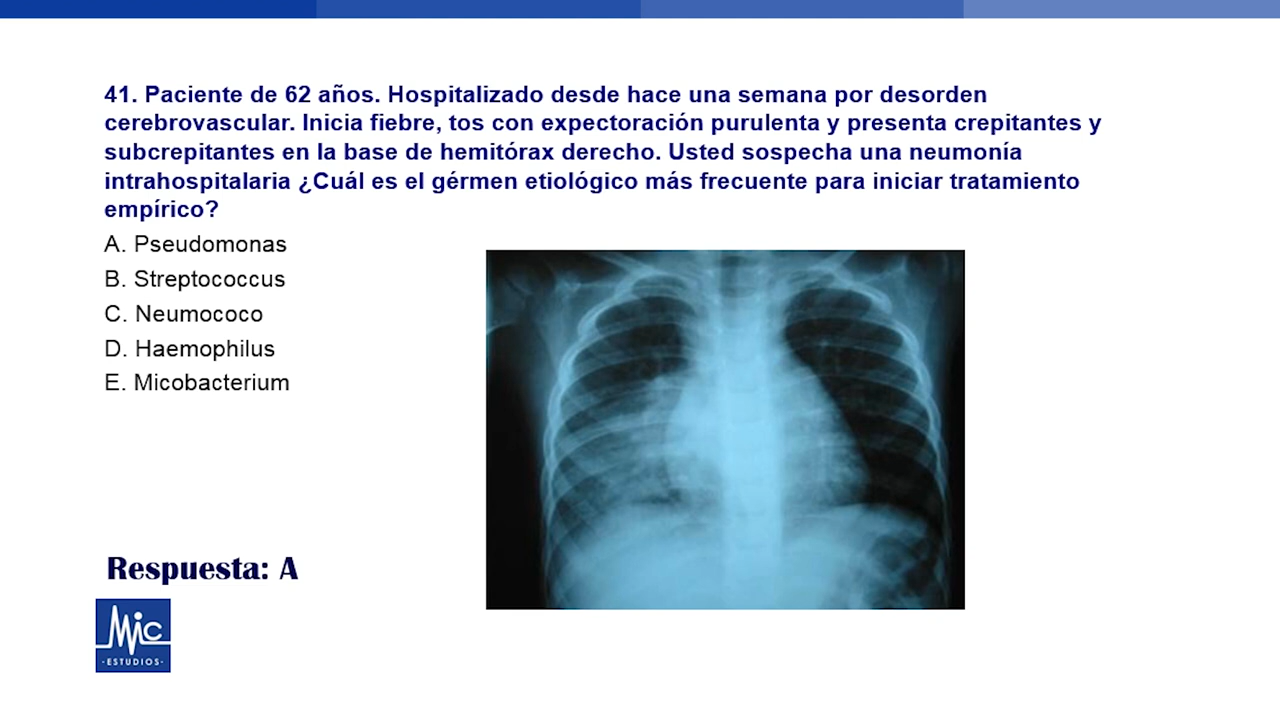 41. Paciente de 62 años. Hospitalizado desde hace una semana por desorden
cerebrovascular. Inicia fiebre, tos con expectoración purulenta y presenta crepitantes y
subcrepitantes en la base de hemitórax derecho. Usted sospecha una neumonía
intrahospitalaria ¿Cuál es el gérmen etiológico más frecuente para iniciar tratamiento
empírico?
A. Pseudomonas
B. Streptococcus
C. Neumococo
D. Haemophilus
E. Micobacterium
Respuesta: A
Mic
·ESTUDIOS·